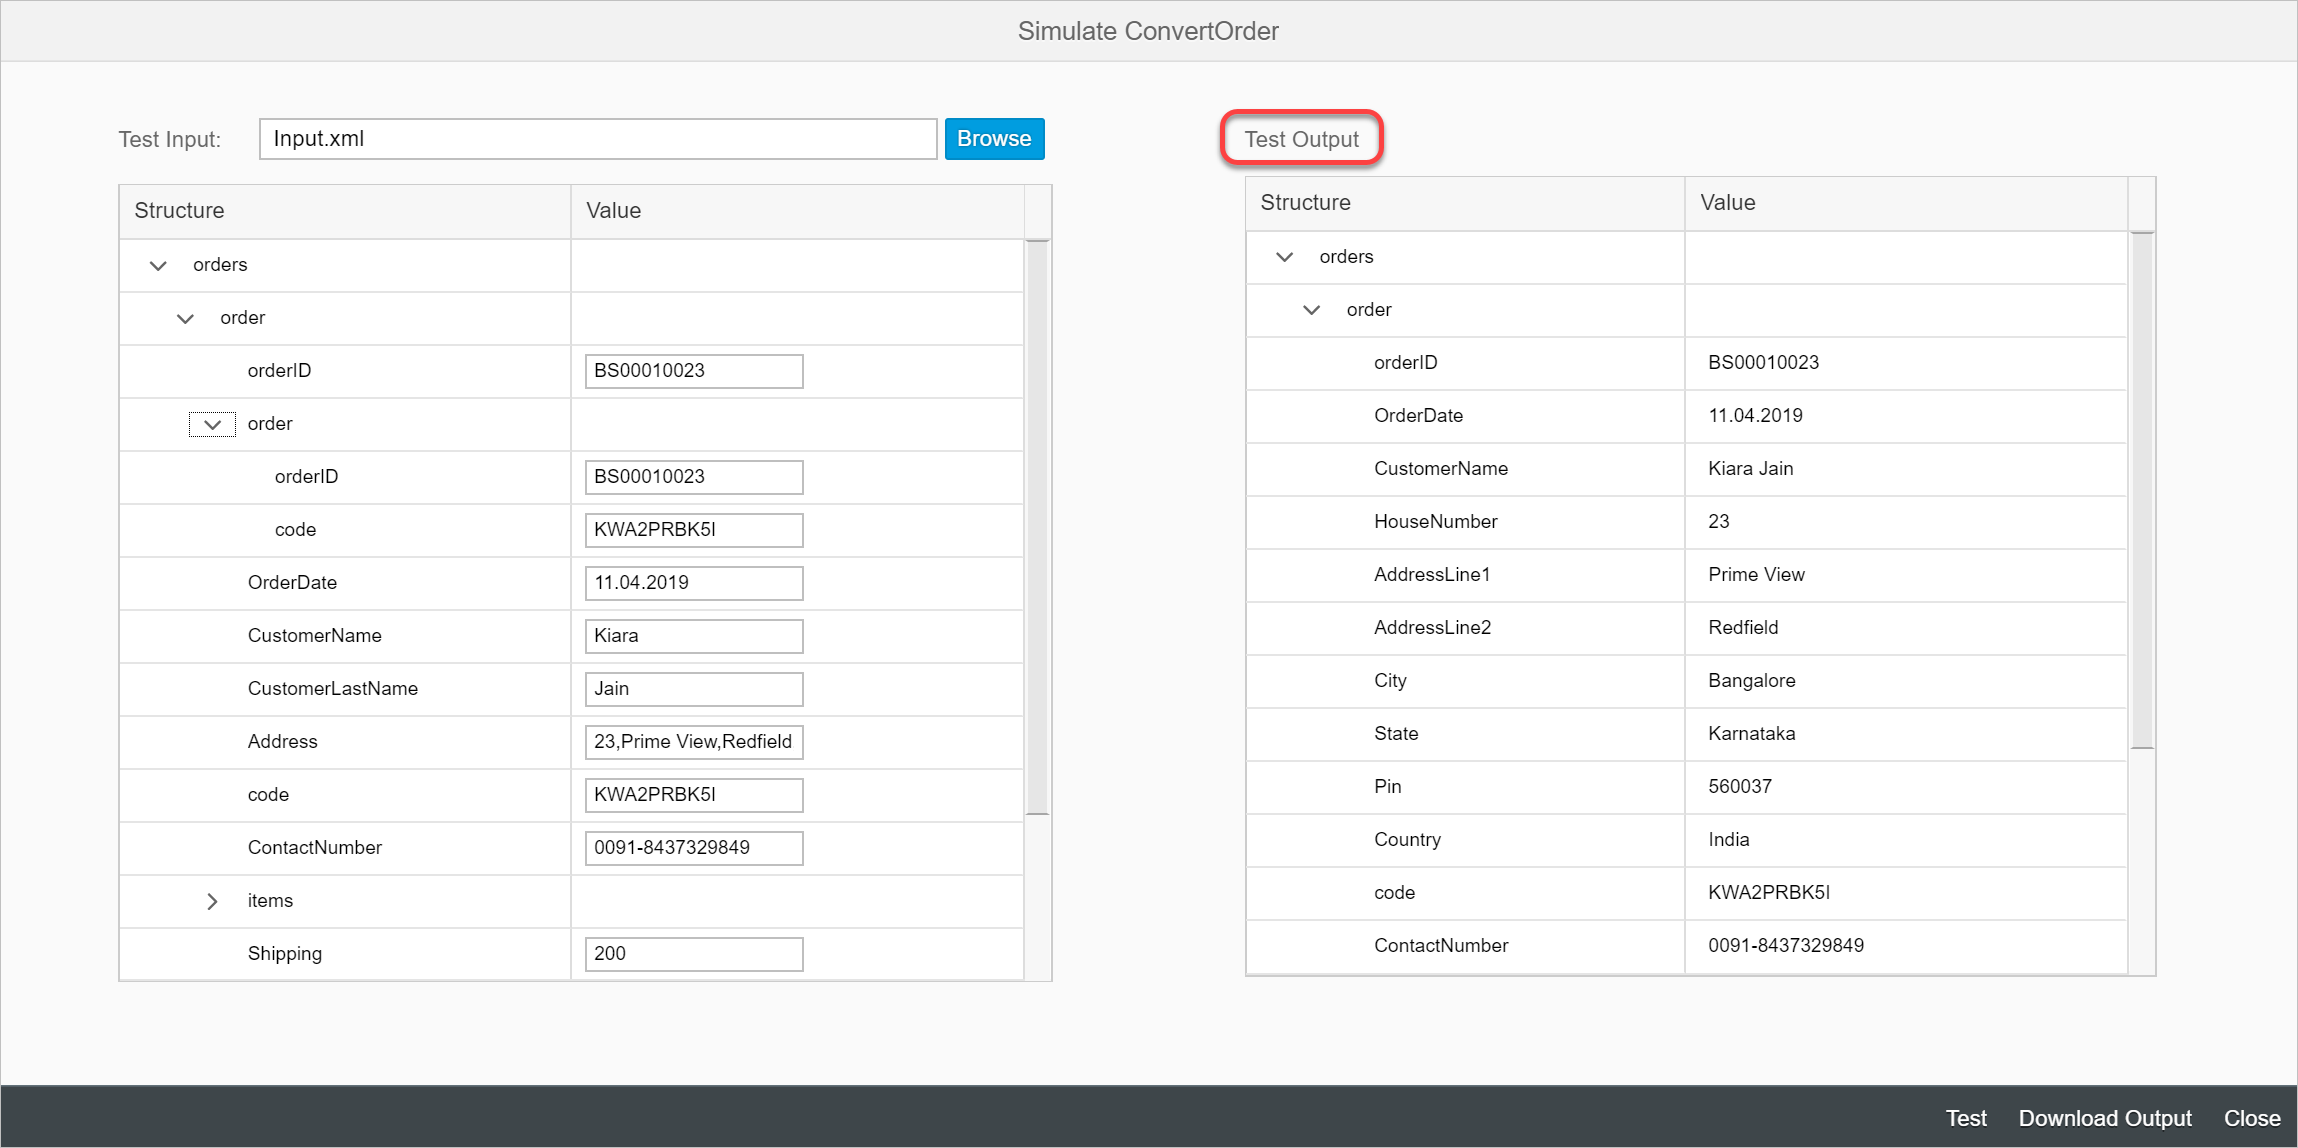 Simulate ConvertOrder
Test Input:
Input.xml
Browse
Structure Value
orders
order
orderID BS00010023
order
orderID BS00010023
code KWA2PRBK5I
OrderDate 11.04.2019
CustomerName Kiara
CustomerLastName Jain
Address 23,Prime View,Redfield
code KWA2PRBK5I
ContactNumber 0091-8437329849
items
Shipping 200
Test Output
Structure Value
orders
order
orderID BS00010023
OrderDate 11.04.2019
CustomerName Kiara Jain
HouseNumber 23
AddressLine1 Prime View
AddressLine2 Redfield
City Bangalore
State Karnataka
Pin 560037
Country India
code KWA2PRBK5I
ContactNumber 0091-8437329849
Test Download Output Close